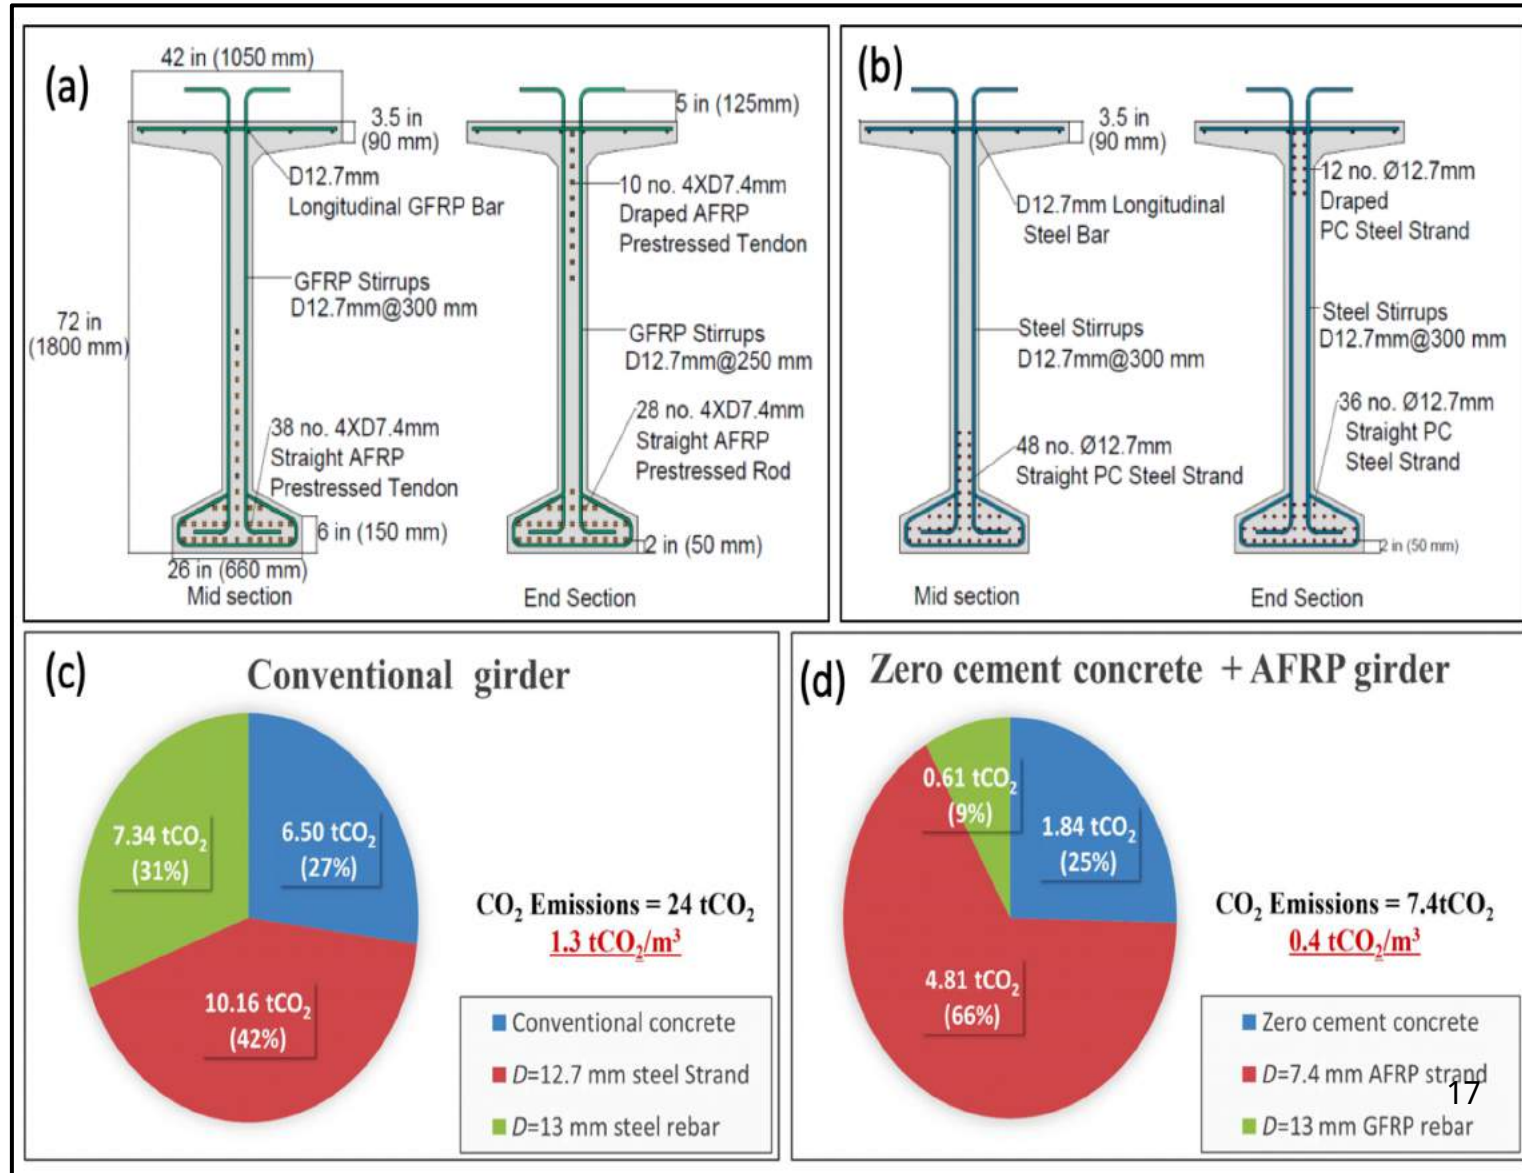 (a)
42 in (1050 mm)
3.5 in
(90 mm)
5 in (125mm)
D12.7mm
Longitudinal GFRP Bar
10 no. 4XD7.4mm
Draped AFRP
Prestressed Tendon
GFRP Stirrups
D12.7mm@300 mm
72 in
(1800 mm)
GFRP Stirrups
D12.7mm@250 mm
38 no. 4XD7.4mm
Straight AFRP
Prestressed Tendon
28 no. 4XD7.4mm
Straight AFRP
Prestressed Rod
6 in (150 mm)
2 in (50 mm)
26 in (660 mm)
Mid section
End Section
(b)
3.5 in
(90 mm)
D12.7mm Longitudinal
Steel Bar
12 no. Ø12.7mm
Draped
PC Steel Strand
Steel Stirrups
D12.7mm@300 mm
Steel Stirrups
D12.7mm@300 mm
48 no. Ø12.7mm
Straight PC Steel Strand
36 no. Ø12.7mm
Straight PC
Steel Strand
2 in (50 mm)
Mid section
End Section
(c)
Conventional girder
7.34 tCO₂
(31%)
6.50 tCO₂
(27%)
10.16 tCO₂
(42%)
CO₂ Emissions = 24 tCO₂
1.3 tCO₂/m³
Conventional concrete
D=12.7 mm steel Strand
D=13 mm steel rebar
(d)
Zero cement concrete + AFRP girder
0.61 tCO₂
(9%)
1.84 tCO₂
(25%)
4.81 tCO₂
(66%)
CO₂ Emissions = 7.4tCO₂
0.4 tCO₂/m³
Zero cement concrete
D=7.4 mm AFRP strand
D=13 mm GFRP rebar
17